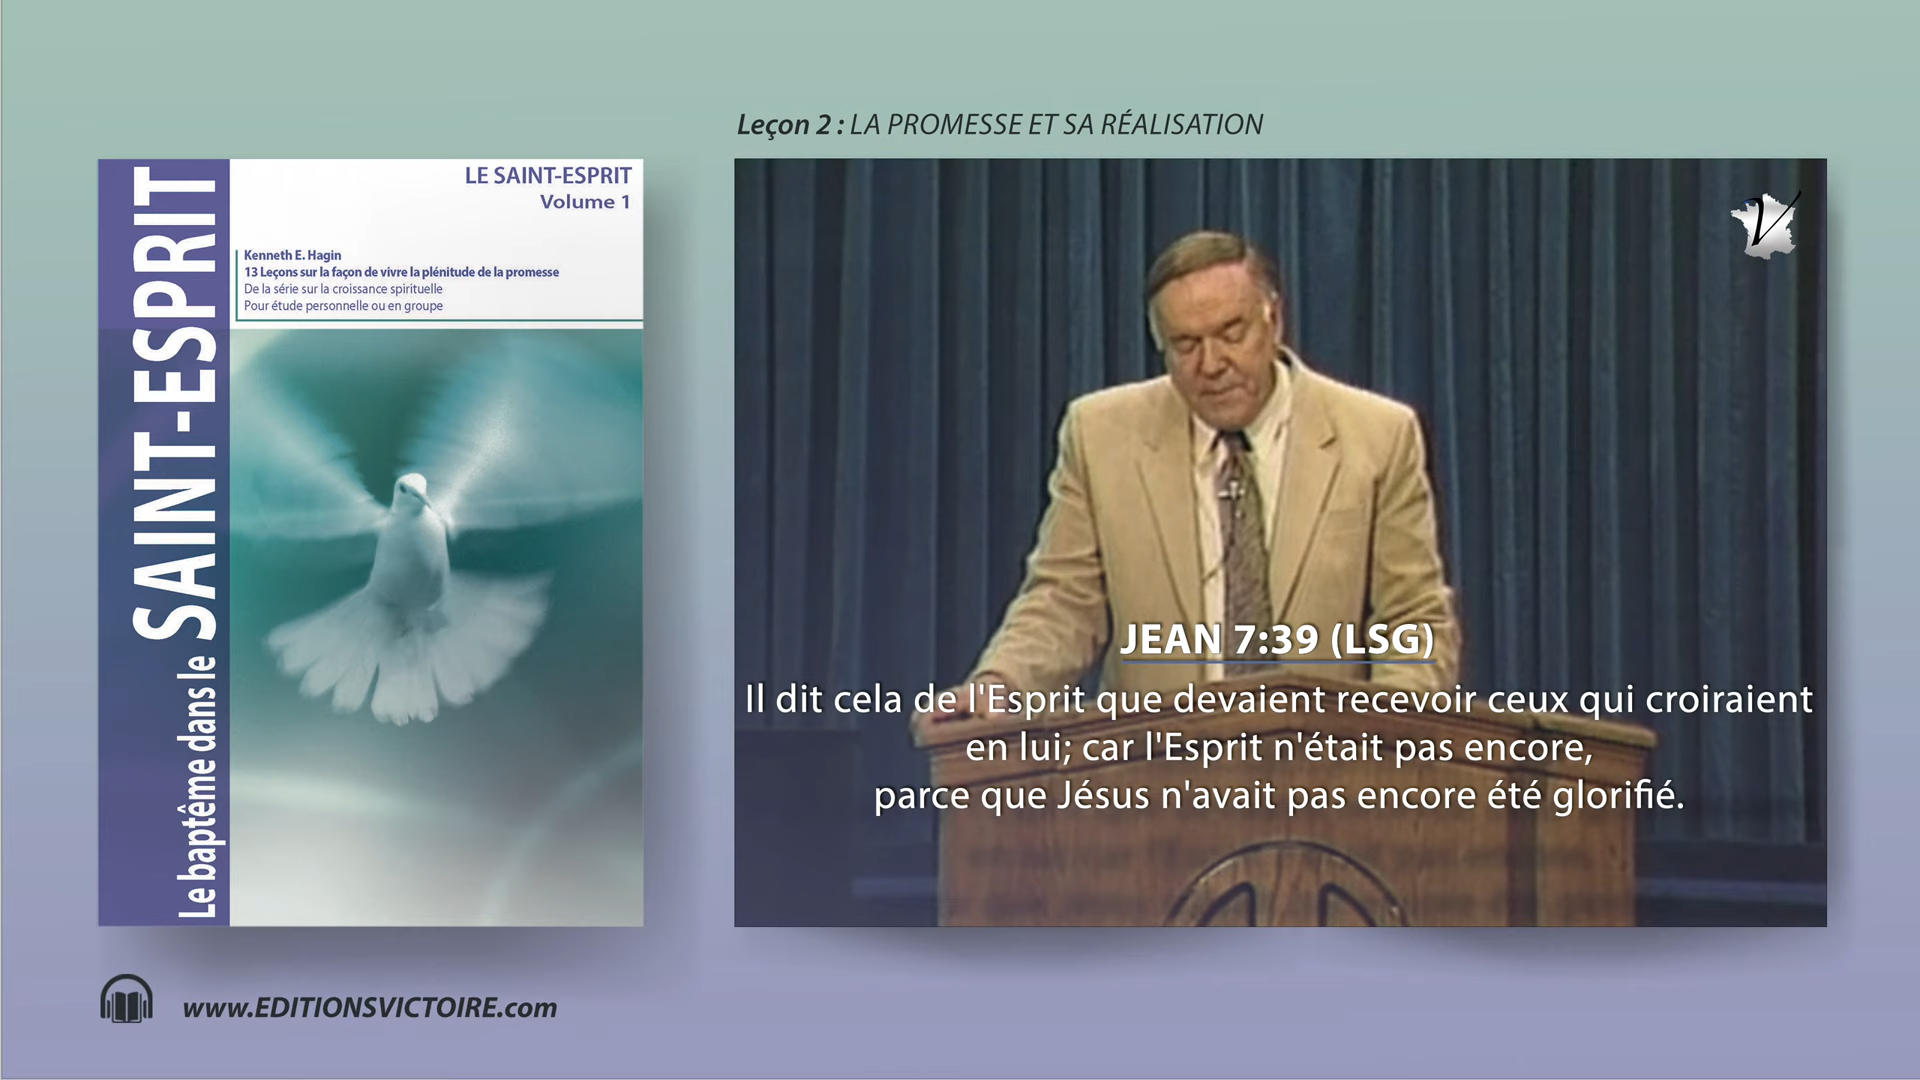 Leçon 2 : LA PROMESSE ET SA RÉALISATION
LE SAINT-ESPRIT
Volume 1
Kenneth E. Hagin
13 Leçons sur la façon de vivre la plénitude de la promesse
De la série sur la croissance spirituelle
Pour étude personnelle ou en groupe
Le baptême dans le SAINT-ESPRIT
V
JEAN 7:39 (LSG)
Il dit cela de l'Esprit que devaient recevoir ceux qui croiraient
en lui; car l'Esprit n'était pas encore,
parce que Jésus n'avait pas encore été glorifié.
www.EDITIONSVICTOIRE.com